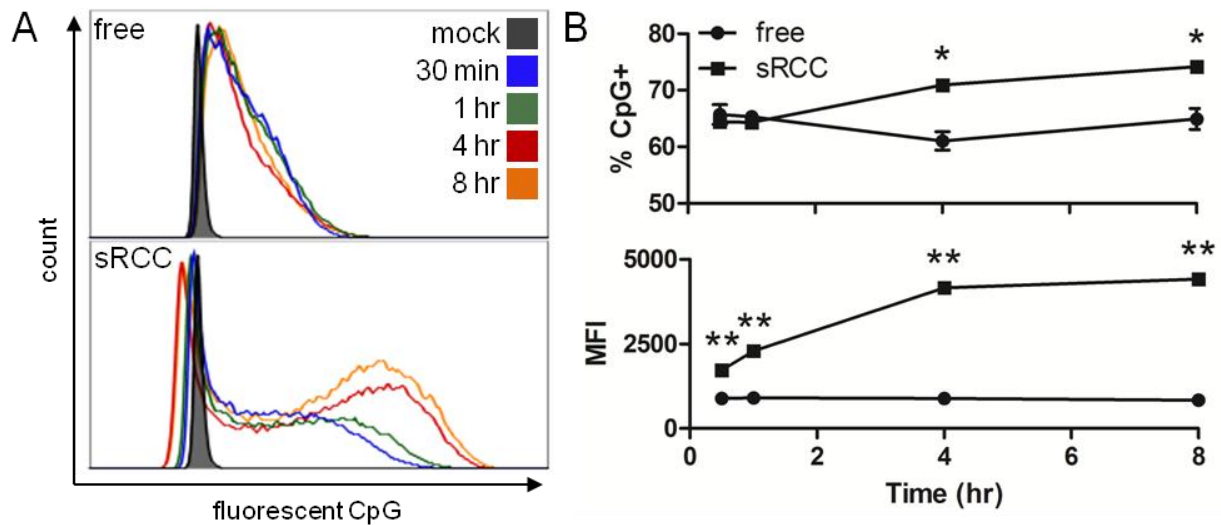 A
free
mock
30 min
1 hr
4 hr
8 hr
sRCC
count
fluorescent CpG
B
free
sRCC
80
70
60
50
% CpG+
*
*
5000
2500
0
MFI
**
**
**
**
0 2 4 6 8
Time (hr)